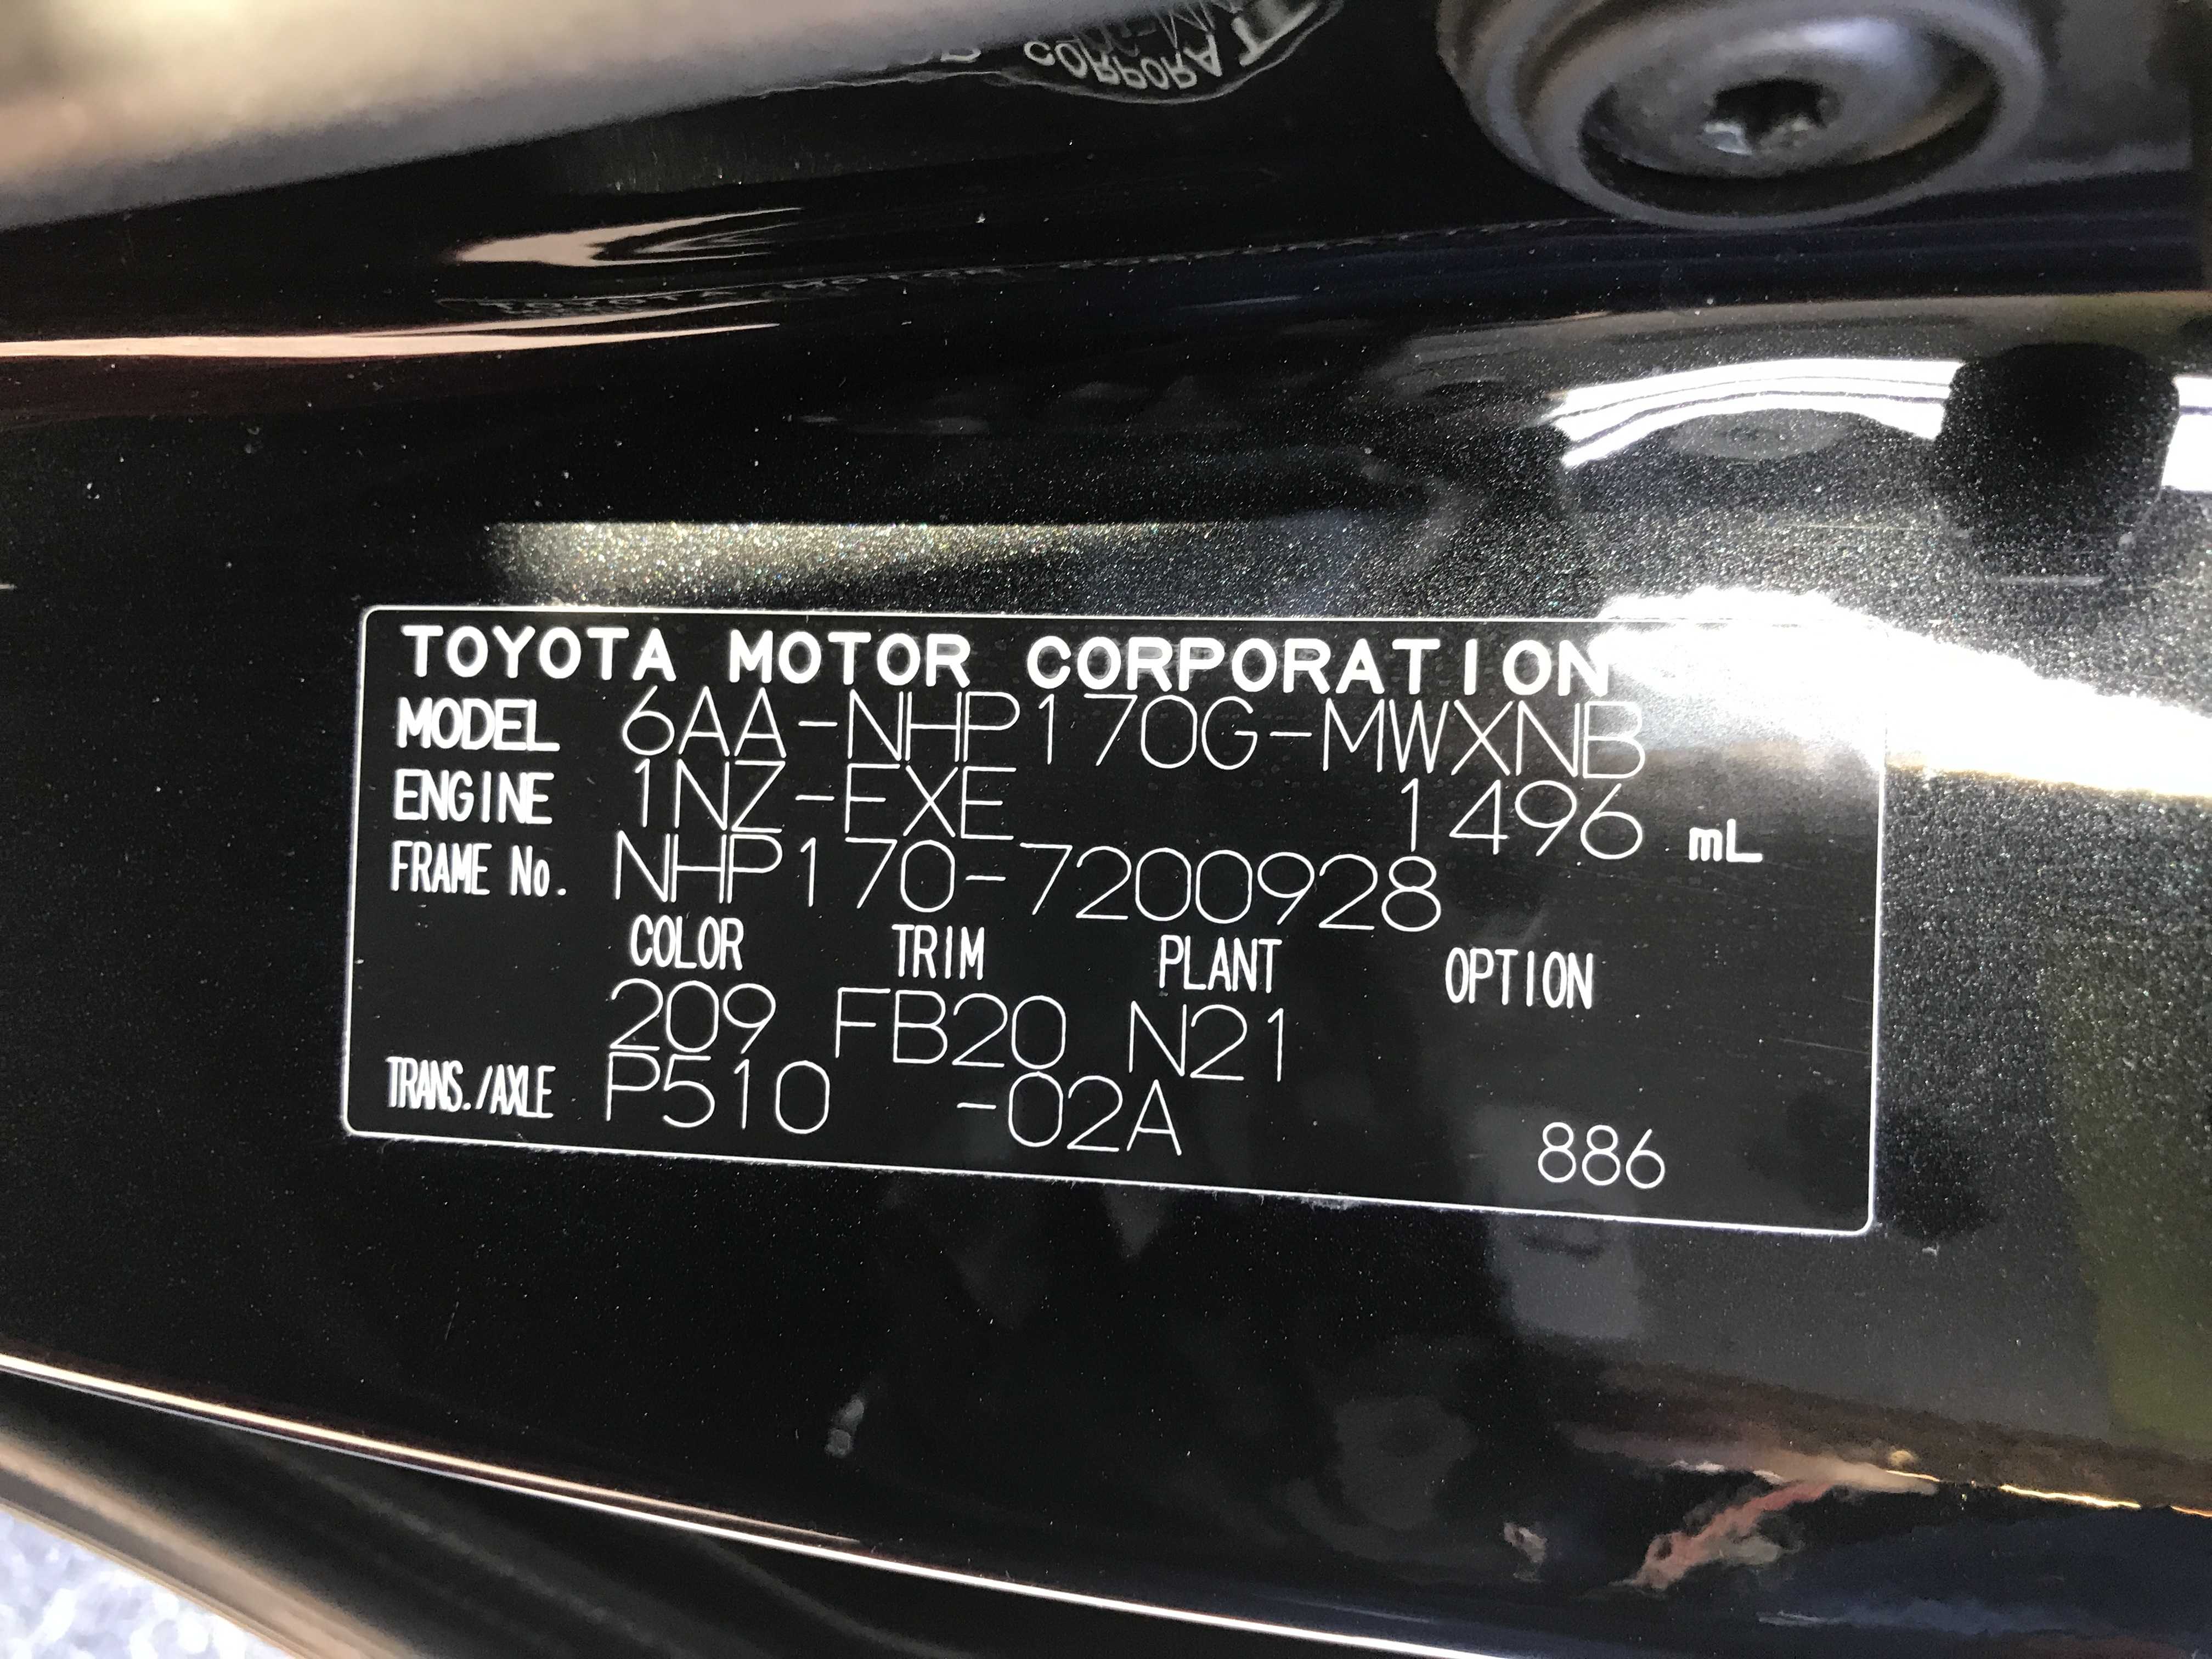 TOYOTA MOTOR CORPORATION
MODEL 6AA-NHP170G-MWXNB
ENGINE 1NZ-FXE 1496 mL
FRAME No. NHP170-7200928
COLOR TRIM PLANT OPTION
209 FB20 N21
TRANS./AXLE P510 -02A
886